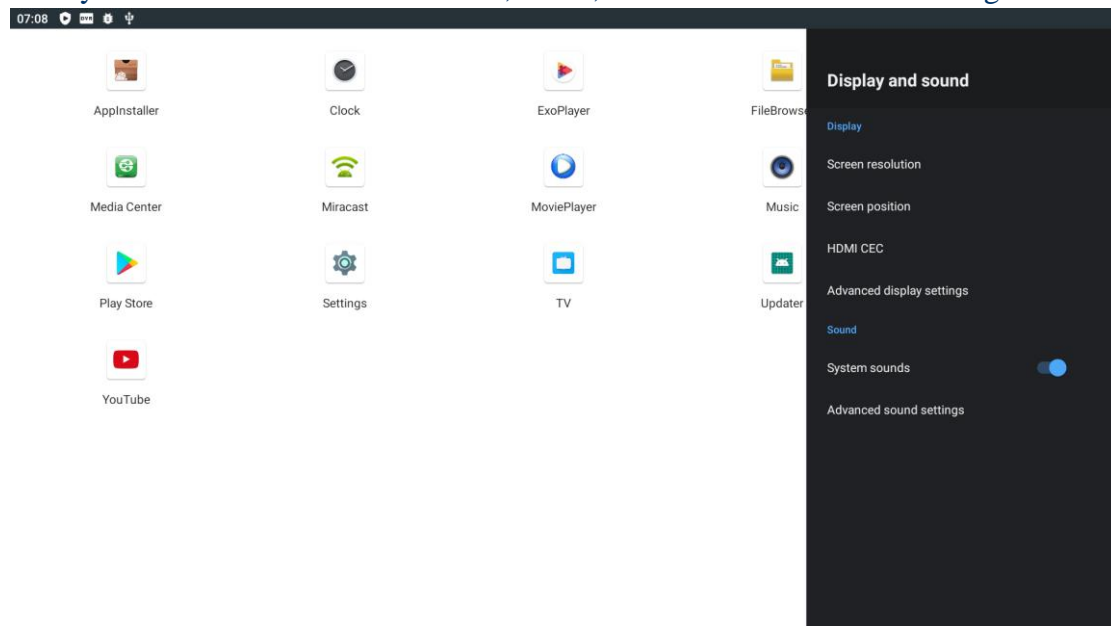 07:08
AppInstaller
Clock
ExoPlayer
Media Center
Miracast
MoviePlayer
Music
Play Store
Settings
TV
Updater
YouTube
Display and sound
Display
Screen resolution
Screen position
HDMI CEC
Advanced display settings
Sound
System sounds
Advanced sound settings